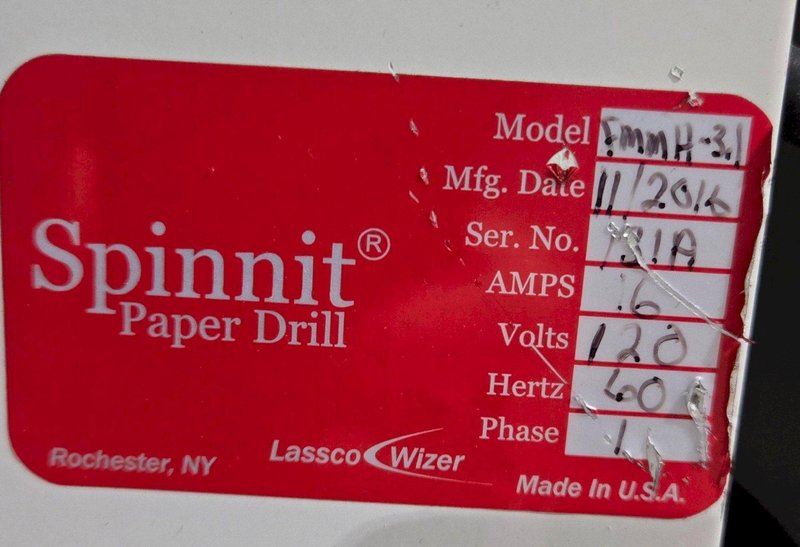 Model FMMH-3.1
Mfg. Date 11/2016
Ser. No.
Spinnit®
AMPS
Paper Drill
Volts 120
Hertz 60
Phase 1
Rochester, NY
Lassco Wizer
Made In U.S.A.